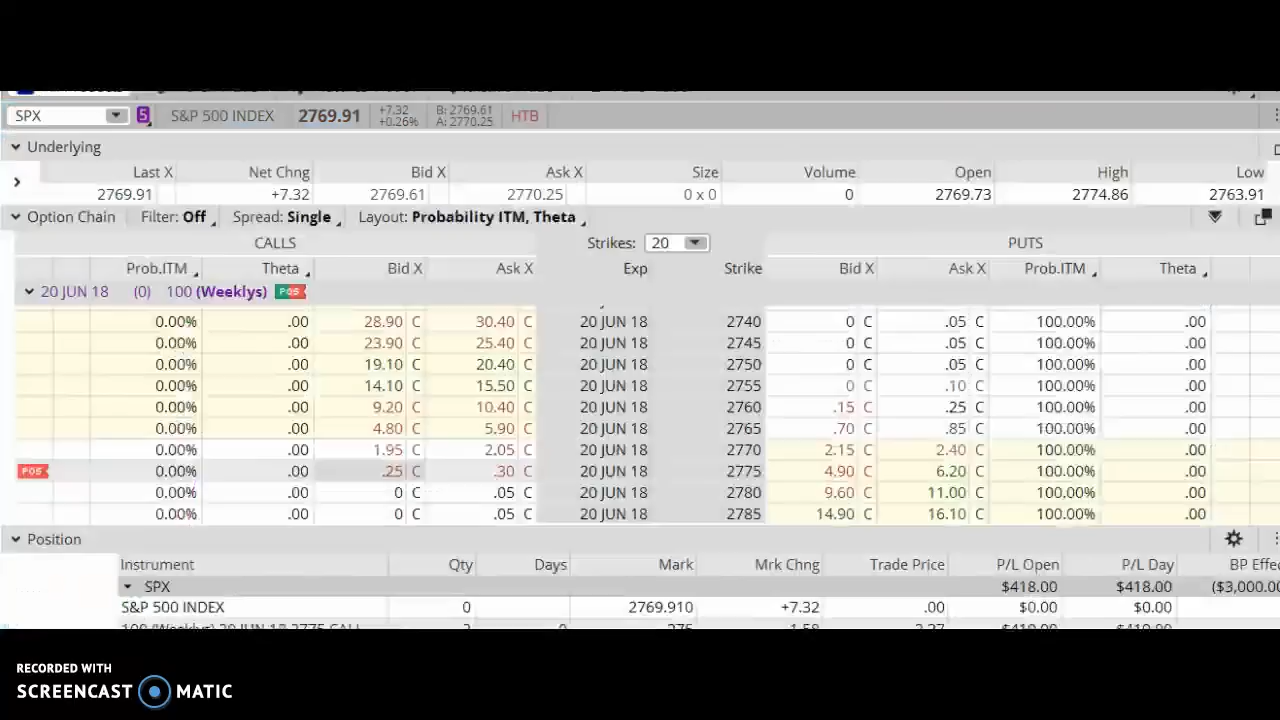 SPX 5 S&P 500 INDEX 2769.91 +7.32 +0.26% B: 2769.61 A: 2770.25 HTB
Underlying
Last X Net Chng Bid X Ask X Size Volume Open High Low
2769.91 +7.32 2769.61 2770.25 0 x 0 0 2769.73 2774.86 2763.91
Option Chain Filter: Off Spread: Single Layout: Probability ITM, Theta
CALLS Strikes: 20 PUTS
Prob.ITM Theta Bid X Ask X Exp Strike Bid X Ask X Prob.ITM Theta
20 JUN 18 (0) 100 (Weeklys) POS
0.00% .00 28.90 C 30.40 C 20 JUN 18 2740 0 C .05 C 100.00% .00
0.00% .00 23.90 C 25.40 C 20 JUN 18 2745 0 C .05 C 100.00% .00
0.00% .00 19.10 C 20.40 C 20 JUN 18 2750 0 C .05 C 100.00% .00
0.00% .00 14.10 C 15.50 C 20 JUN 18 2755 0 C .10 C 100.00% .00
0.00% .00 9.20 C 10.40 C 20 JUN 18 2760 .15 C .25 C 100.00% .00
0.00% .00 4.80 C 5.90 C 20 JUN 18 2765 .70 C .85 C 100.00% .00
0.00% .00 1.95 C 2.05 C 20 JUN 18 2770 2.15 C 2.40 C 100.00% .00
POS 0.00% .00 .25 C .30 C 20 JUN 18 2775 4.90 C 6.20 C 100.00% .00
0.00% .00 0 C .05 C 20 JUN 18 2780 9.60 C 11.00 C 100.00% .00
0.00% .00 0 C .05 C 20 JUN 18 2785 14.90 C 16.10 C 100.00% .00
Position
Instrument Qty Days Mark Mrk Chng Trade Price P/L Open P/L Day BP Effe
SPX $418.00 $418.00 ($3,000.00
S&P 500 INDEX 0 2769.910 +7.32 .00 $0.00 $0.00
100 (Weeklys) 20 JUN 18 2775 CALL
RECORDED WITH
SCREENCAST MATIC